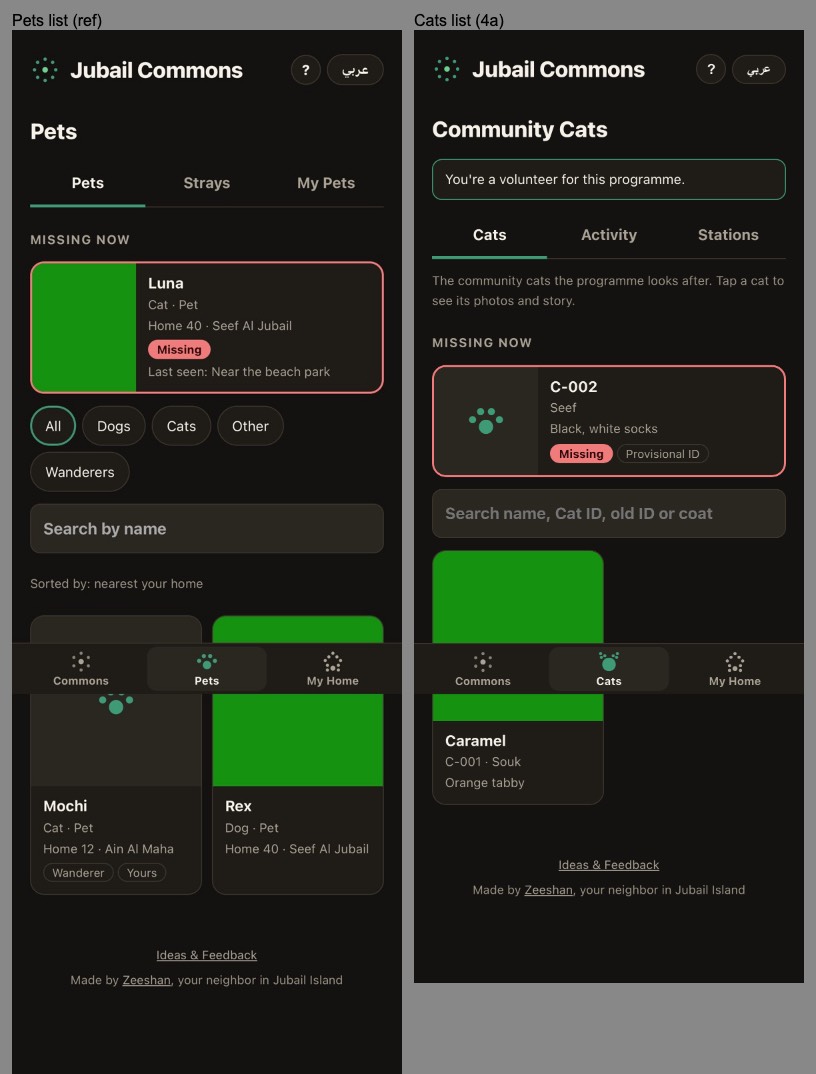 Pets list (ref)
Jubail Commons
?
عربي
Pets
Pets
Strays
My Pets
MISSING NOW
Luna
Cat · Pet
Home 40 · Seef Al Jubail
Missing
Last seen: Near the beach park
All
Dogs
Cats
Other
Wanderers
Search by name
Sorted by: nearest your home
Commons
Pets
My Home
Mochi
Cat · Pet
Home 12 · Ain Al Maha
Wanderer
Yours
Rex
Dog · Pet
Home 40 · Seef Al Jubail
Ideas & Feedback
Made by Zeeshan, your neighbor in Jubail Island
Cats list (4a)
Jubail Commons
?
عربي
Community Cats
You're a volunteer for this programme.
Cats
Activity
Stations
The community cats the programme looks after. Tap a cat to
see its photos and story.
MISSING NOW
C-002
Seef
Black, white socks
Missing
Provisional ID
Search name, Cat ID, old ID or coat
Commons
Cats
My Home
Caramel
C-001 · Souk
Orange tabby
Ideas & Feedback
Made by Zeeshan, your neighbor in Jubail Island